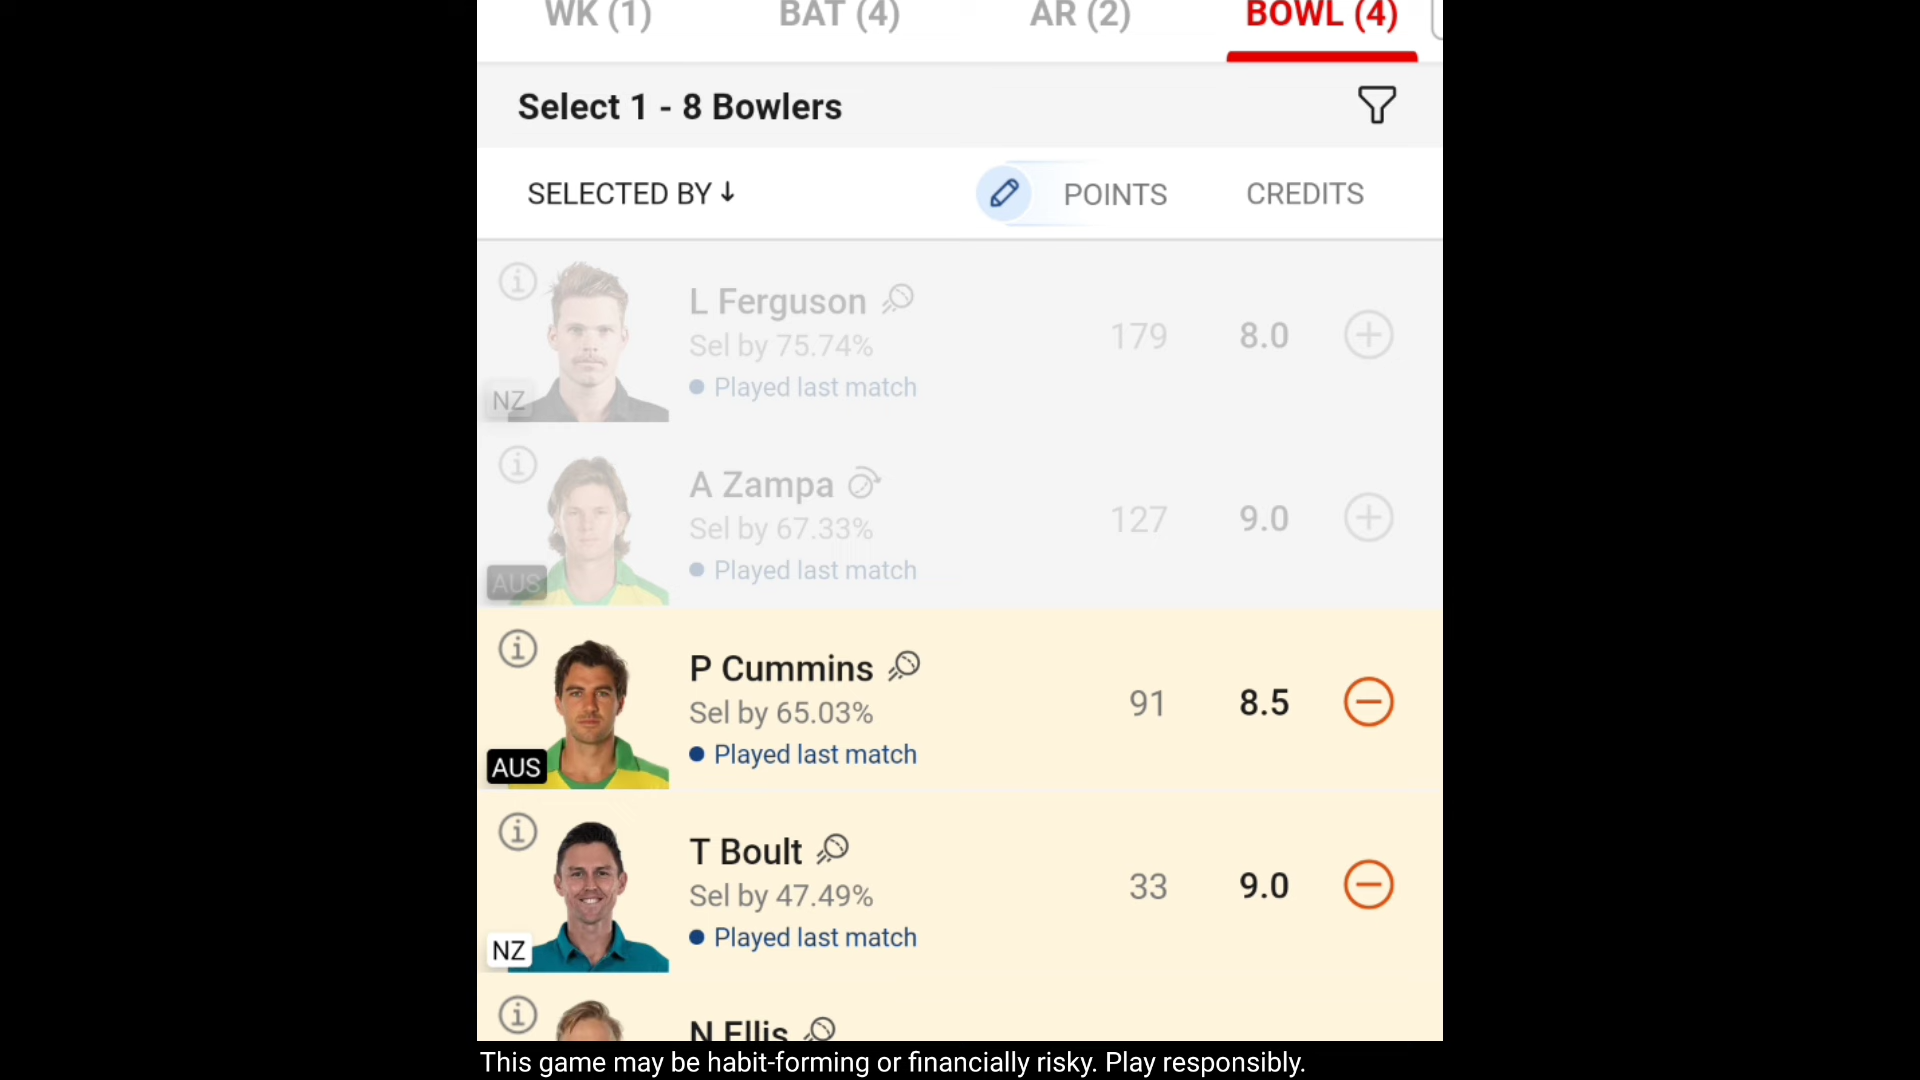 WK (1) BAT (4) AR (2) BOWL (4)
Select 1 - 8 Bowlers
SELECTED BY ↓ POINTS CREDITS
L Ferguson
Sel by 75.74% 179 8.0
Played last match
NZ
A Zampa
Sel by 67.33% 127 9.0
Played last match
AUS
P Cummins
Sel by 65.03% 91 8.5
Played last match
AUS
T Boult
Sel by 47.49% 33 9.0
Played last match
NZ
N Ellis
This game may be habit-forming or financially risky. Play responsibly.